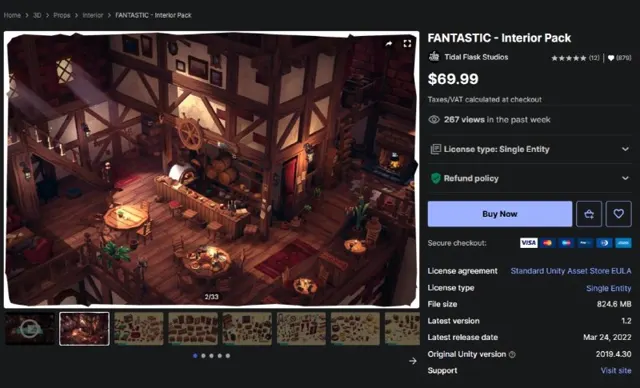 Home > 3D > Props > Interior > FANTASTIC - Interior Pack
FANTASTIC - Interior Pack
Tidal Flask Studios
(12) | (879)
$69.99
Taxes/VAT calculated at checkout
267 views in the past week
License type: Single Entity
Refund policy
Buy Now
Secure checkout:
VISA
2/33
License agreement Standard Unity Asset Store EULA
License type Single Entity
File size 824.6 MB
Latest version 1.2
Latest release date Mar 24, 2022
Original Unity version 2019.4.30
Support Visit site